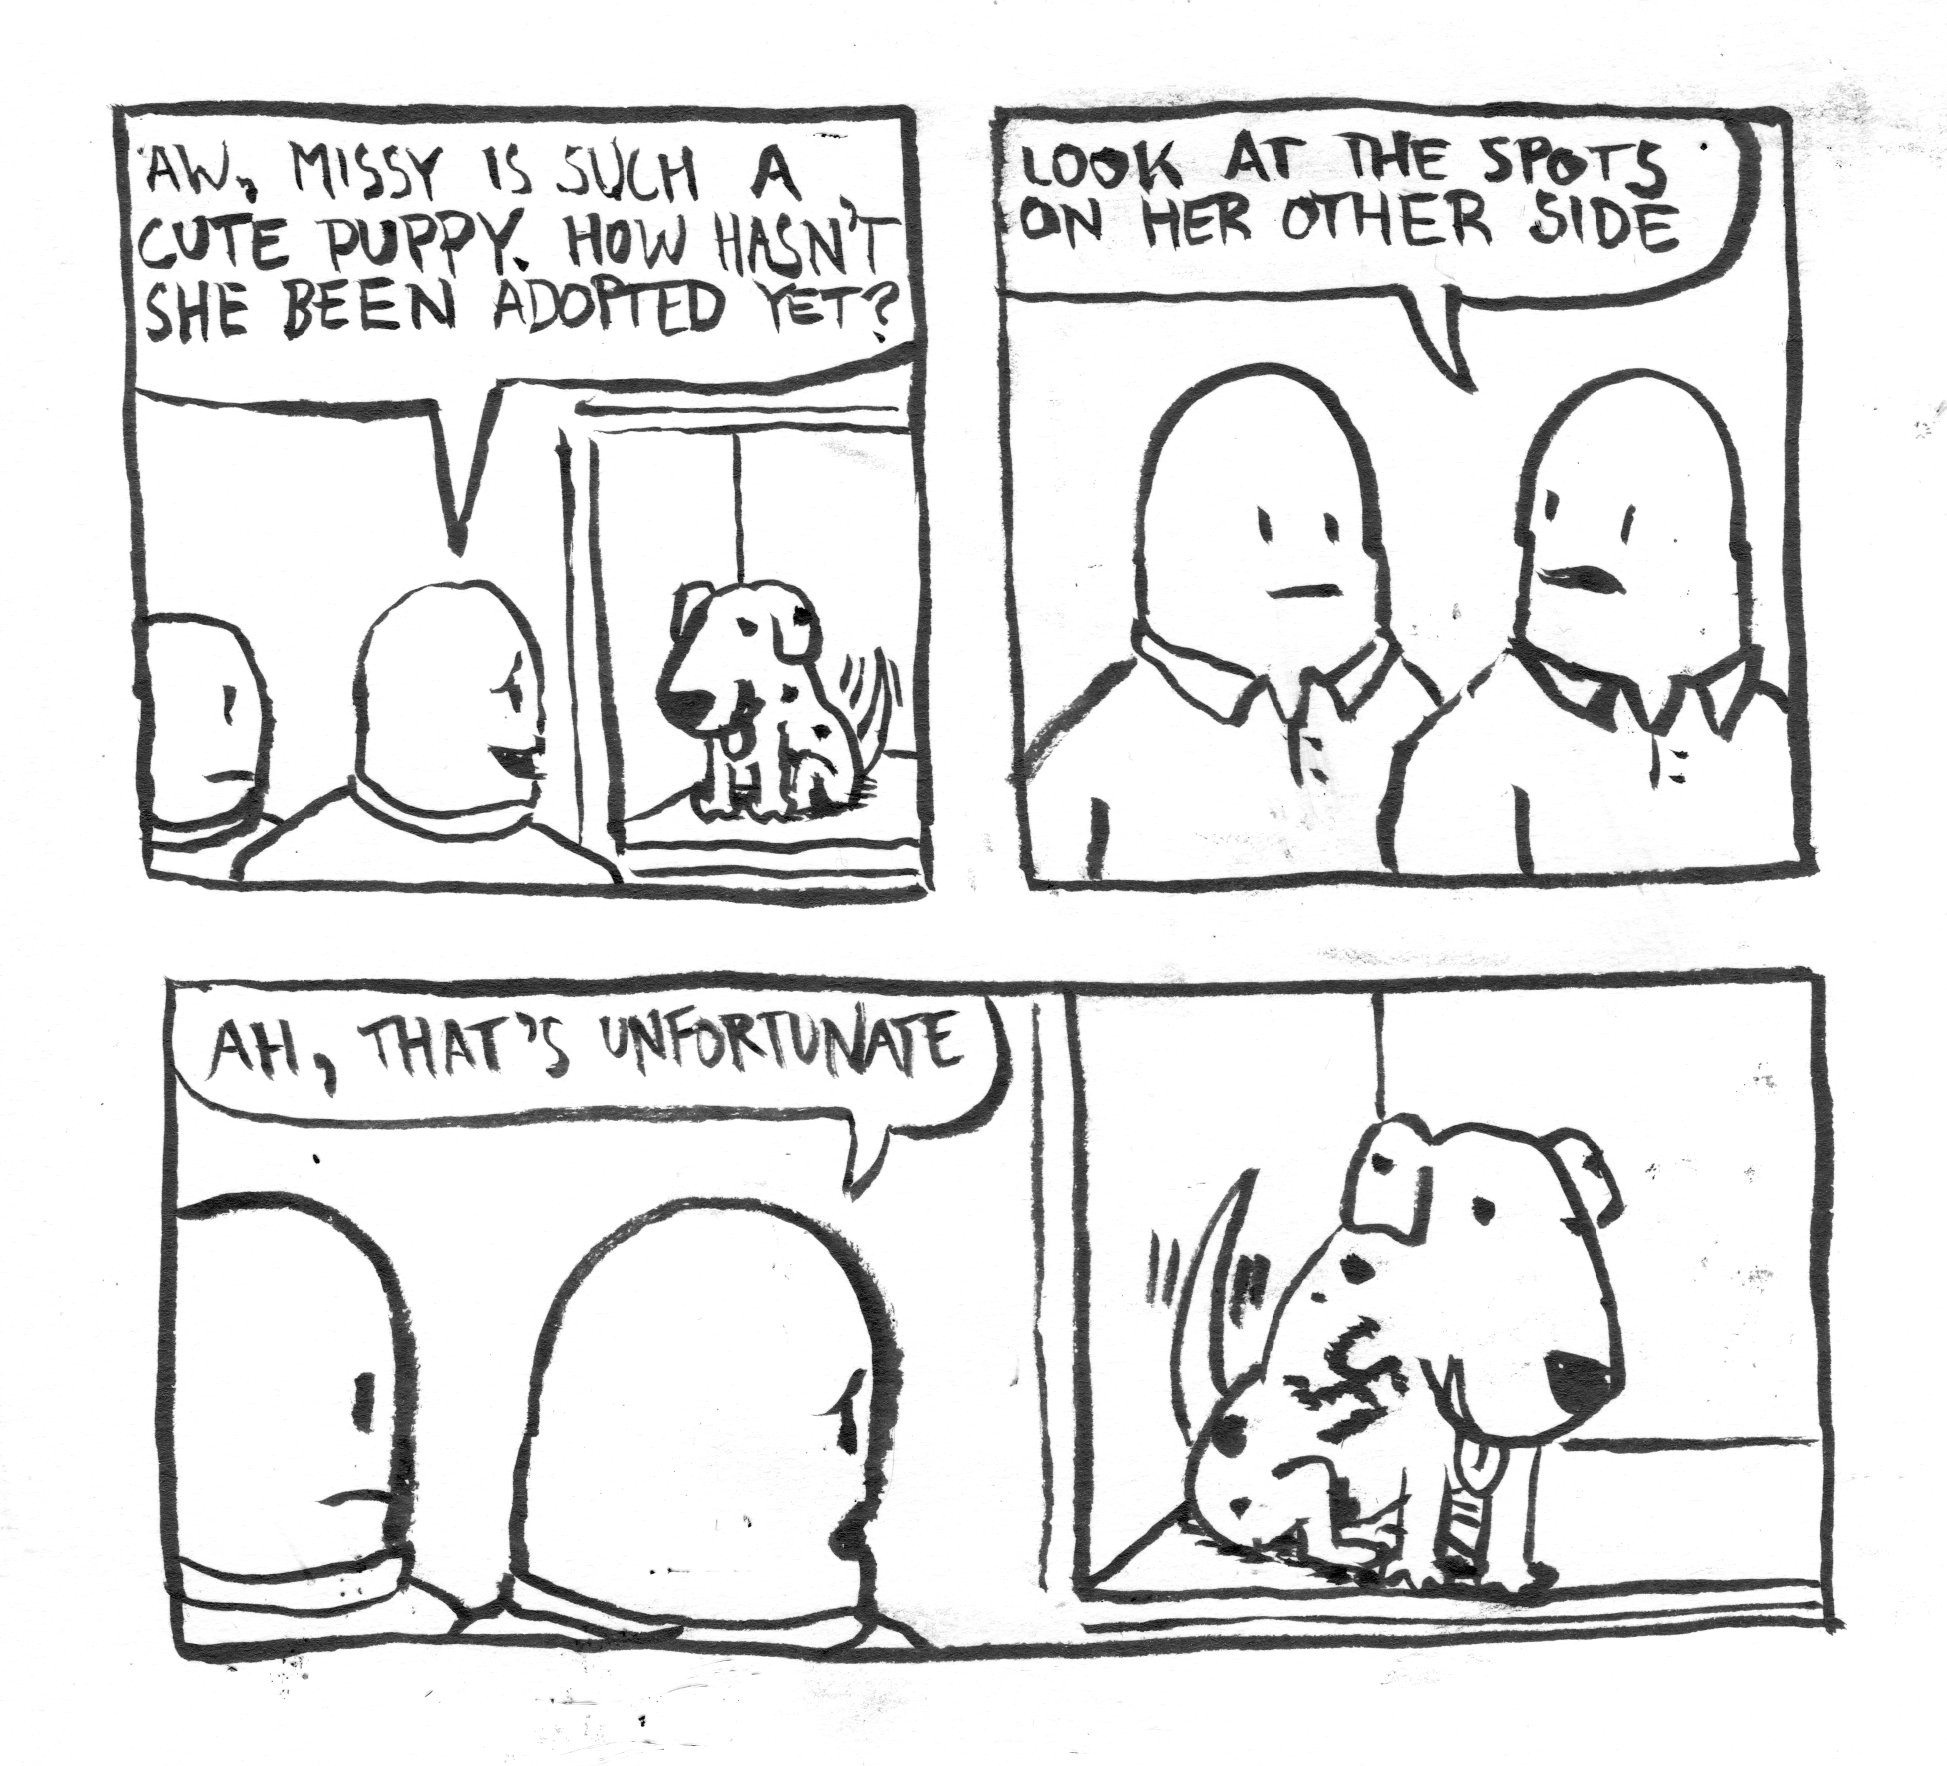 AW, MISSY IS SUCH A
CUTE PUPPY. HOW HASN'T
SHE BEEN ADOPTED YET?
LOOK AT THE SPOTS
ON HER OTHER SIDE
AH, THAT'S UNFORTUNATE